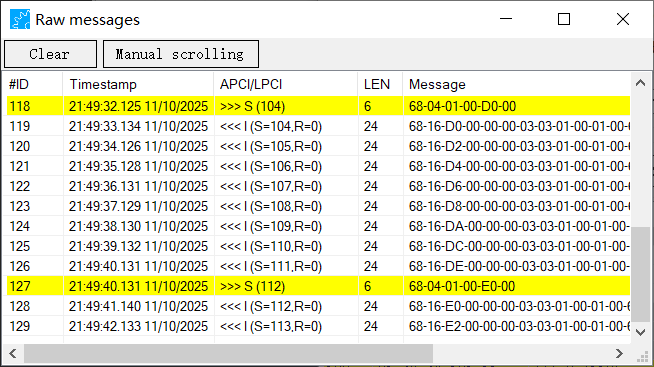 Raw messages
Clear Manual scrolling
#ID Timestamp APCI/LPCI LEN Message
118 21:49:32.125 11/10/2025 >>> S (104) 6 68-04-01-00-D0-00
119 21:49:33.134 11/10/2025 <<< I (S=104,R=0) 24 68-16-D0-00-00-00-03-03-01-00-01-00-
120 21:49:34.126 11/10/2025 <<< I (S=105,R=0) 24 68-16-D2-00-00-00-03-03-01-00-01-00-
121 21:49:35.128 11/10/2025 <<< I (S=106,R=0) 24 68-16-D4-00-00-00-03-03-01-00-01-00-
122 21:49:36.131 11/10/2025 <<< I (S=107,R=0) 24 68-16-D6-00-00-00-03-03-01-00-01-00-
123 21:49:37.129 11/10/2025 <<< I (S=108,R=0) 24 68-16-D8-00-00-00-03-03-01-00-01-00-
124 21:49:38.130 11/10/2025 <<< I (S=109,R=0) 24 68-16-DA-00-00-00-03-03-01-00-01-00-
125 21:49:39.132 11/10/2025 <<< I (S=110,R=0) 24 68-16-DC-00-00-00-03-03-01-00-01-00-
126 21:49:40.131 11/10/2025 <<< I (S=111,R=0) 24 68-16-DE-00-00-00-03-03-01-00-01-00-
127 21:49:40.131 11/10/2025 >>> S (112) 6 68-04-01-00-E0-00
128 21:49:41.140 11/10/2025 <<< I (S=112,R=0) 24 68-16-E0-00-00-00-03-03-01-00-01-00-
129 21:49:42.133 11/10/2025 <<< I (S=113,R=0) 24 68-16-E2-00-00-00-03-03-01-00-01-00-